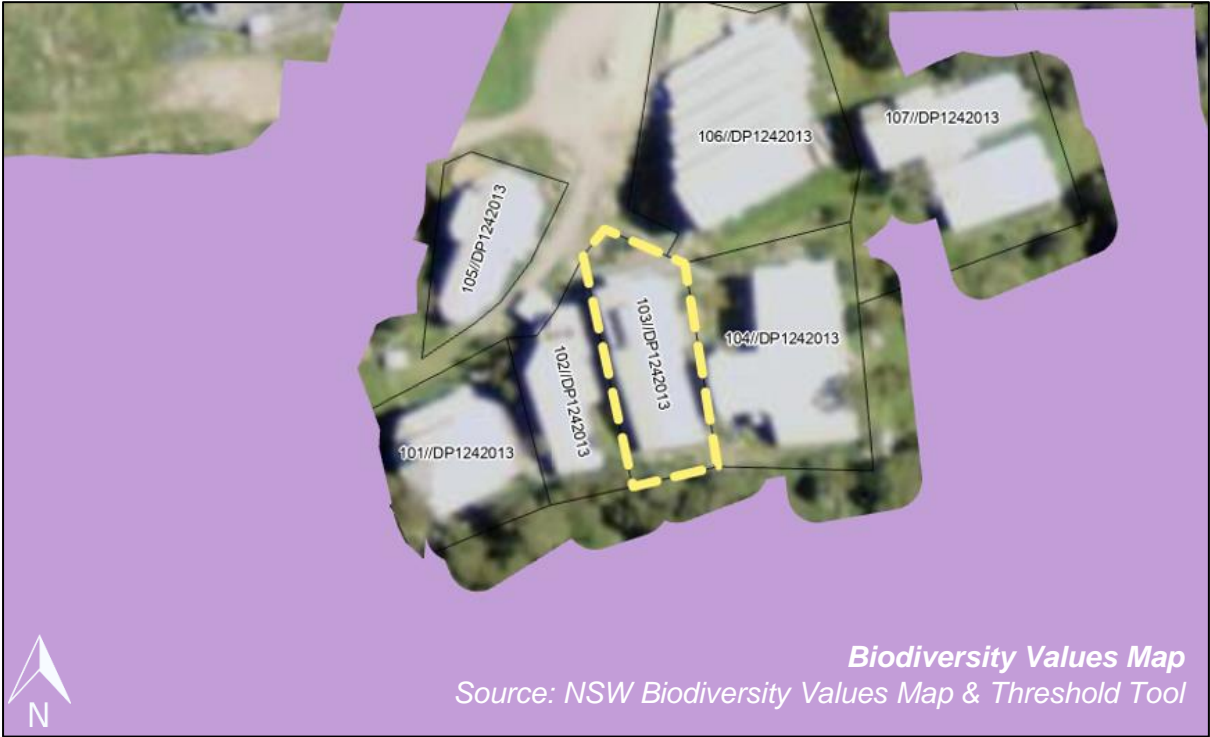 107//DP1242013
106//DP1242013
105//DP1242013
103//DP1242013
104//DP1242013
102//DP1242013
101//DP1242013
Biodiversity Values Map
Source: NSW Biodiversity Values Map & Threshold Tool
N